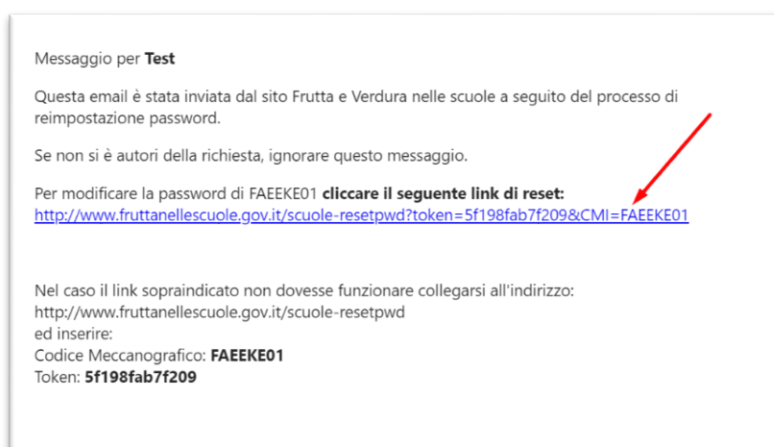 Messaggio per Test
Questa email è stata inviata dal sito Frutta e Verdura nelle scuole a seguito del processo di
reimpostazione password.
Se non si è autori della richiesta, ignorare questo messaggio.
Per modificare la password di FAEEKE01 cliccare il seguente link di reset:
http://www.fruttanellescuole.gov.it/scuole-resetpwd?token=5f198fab7f209&CMI=FAEEKE01
Nel caso il link sopraindicato non dovesse funzionare collegarsi all'indirizzo:
http://www.fruttanellescuole.gov.it/scuole-resetpwd
ed inserire:
Codice Meccanografico: FAEEKE01
Token: 5f198fab7f209